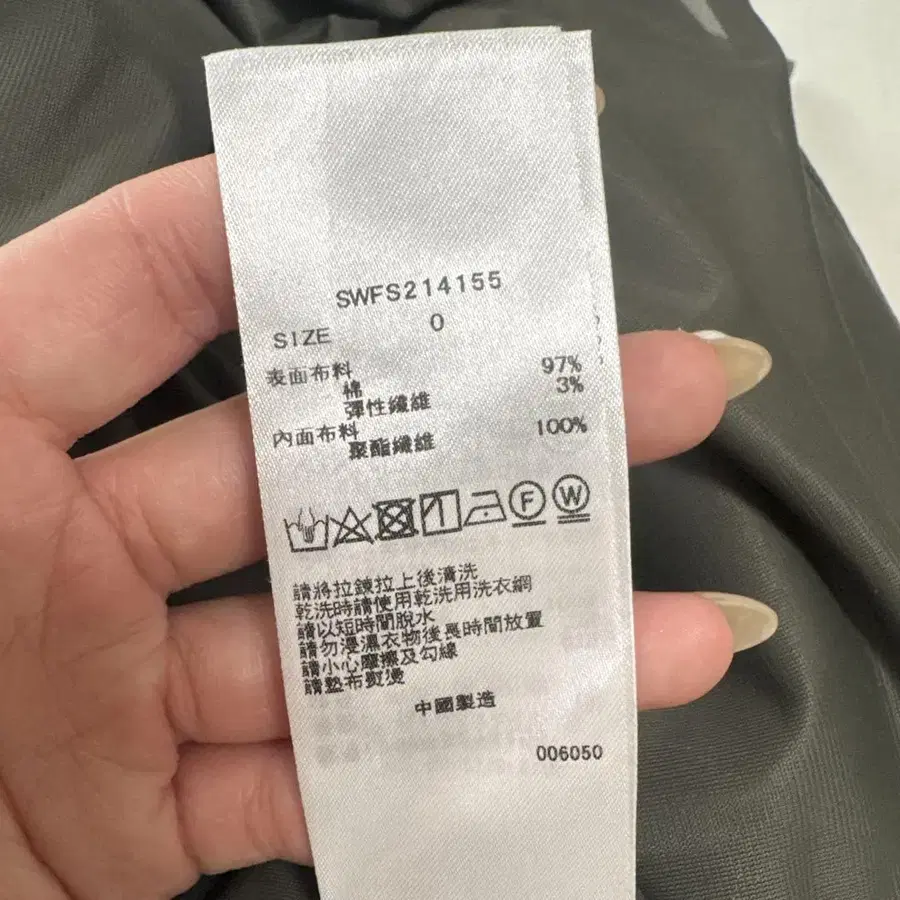 SWFS214155
SIZE 0
表面布料
棉 97%
彈性纖維 3%
內面布料
聚酯纖維 100%
F W
請將拉鍊拉上後清洗
乾洗時請使用乾洗用洗衣網
請以短時間脫水
請勿浸濕衣物後長時間放置
請小心摩擦及勾線
請墊布熨燙
中國製造
006050